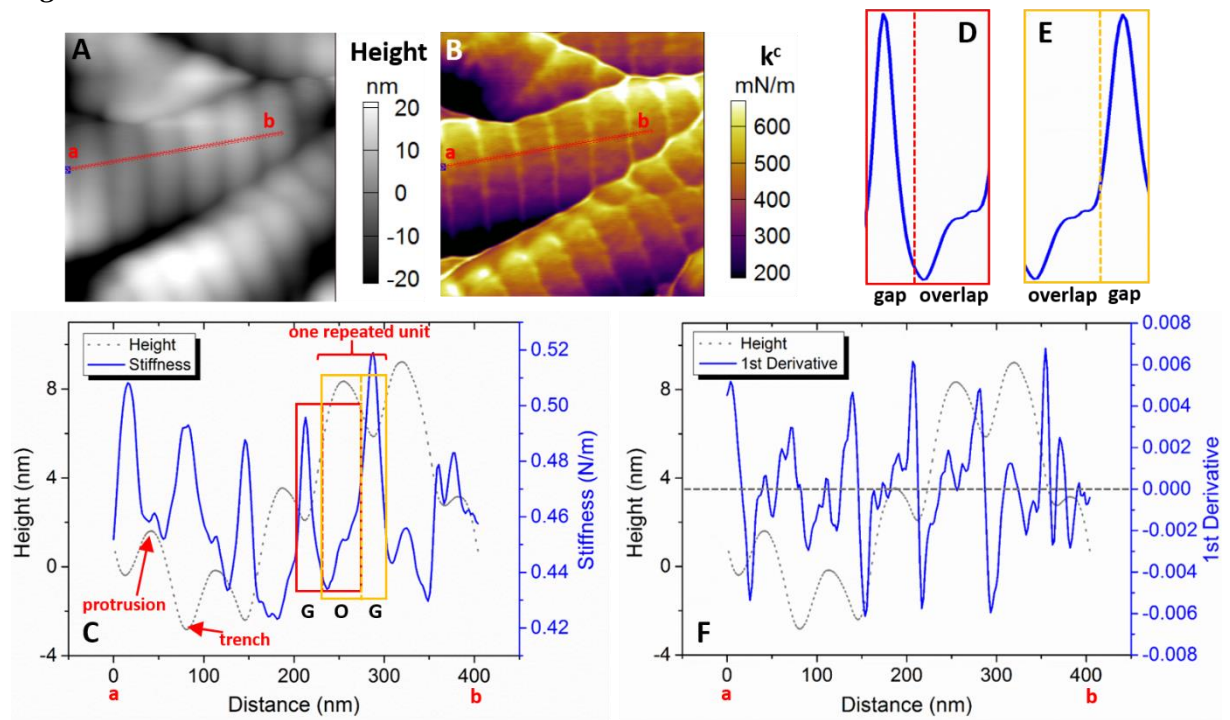 A
a
b
Height
nm
20
10
0
-10
-20
B
a
b
kᶜ
mN/m
600
500
400
300
200
D
gap overlap
E
overlap gap
Height
Stiffness
one repeated unit
protrusion
trench
G O G
C
8
4
0
-4
Height (nm)
0.52
0.50
0.48
0.46
0.44
0.42
Stiffness (N/m)
0 100 200 300 400
a Distance (nm) b
Height
1st Derivative
F
8
4
0
-4
Height (nm)
0.008
0.006
0.004
0.002
0.000
-0.002
-0.004
-0.006
-0.008
1st Derivative
0 100 200 300 400
a Distance (nm) b